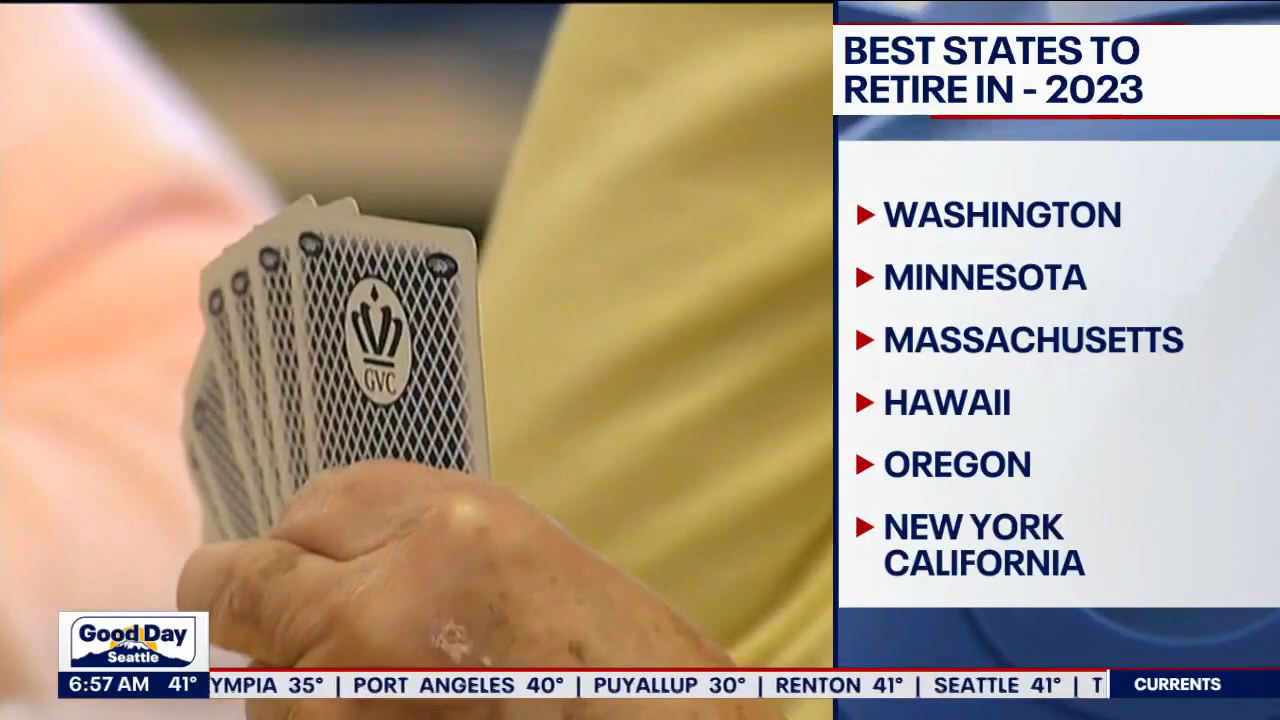 BEST STATES TO
RETIRE IN - 2023
WASHINGTON
MINNESOTA
MASSACHUSETTS
HAWAII
OREGON
NEW YORK
CALIFORNIA
GVC
Good Day
Seattle
6:57 AM 41°
YMPIA 35° | PORT ANGELES 40° | PUYALLUP 30° | RENTON 41° | SEATTLE 41° | T
CURRENTS